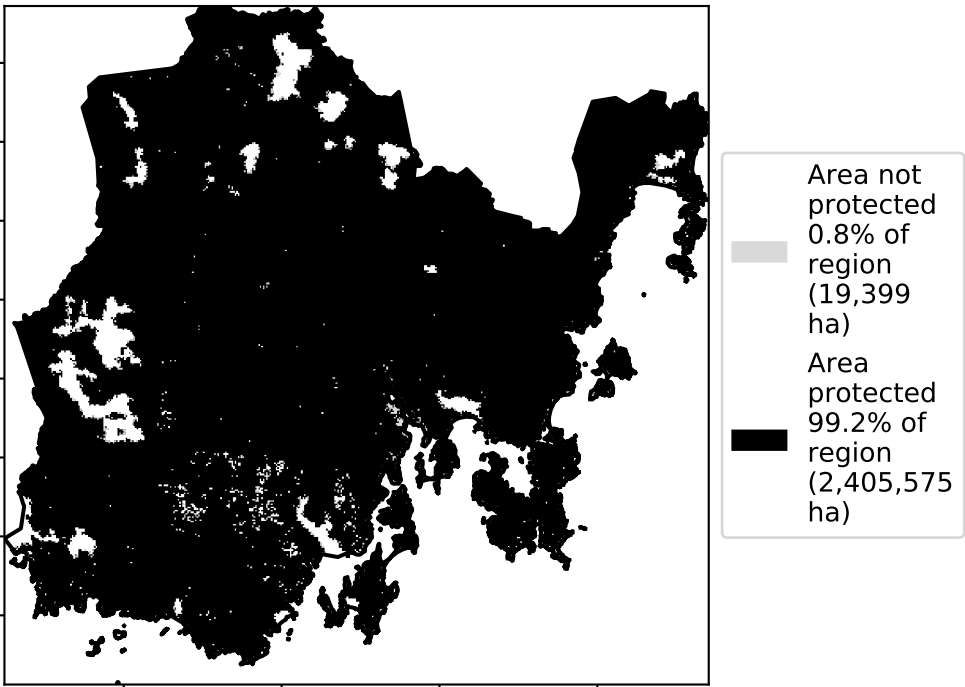 Area not
protected
0.8% of
region
(19,399
ha)
Area
protected
99.2% of
region
(2,405,575
ha)